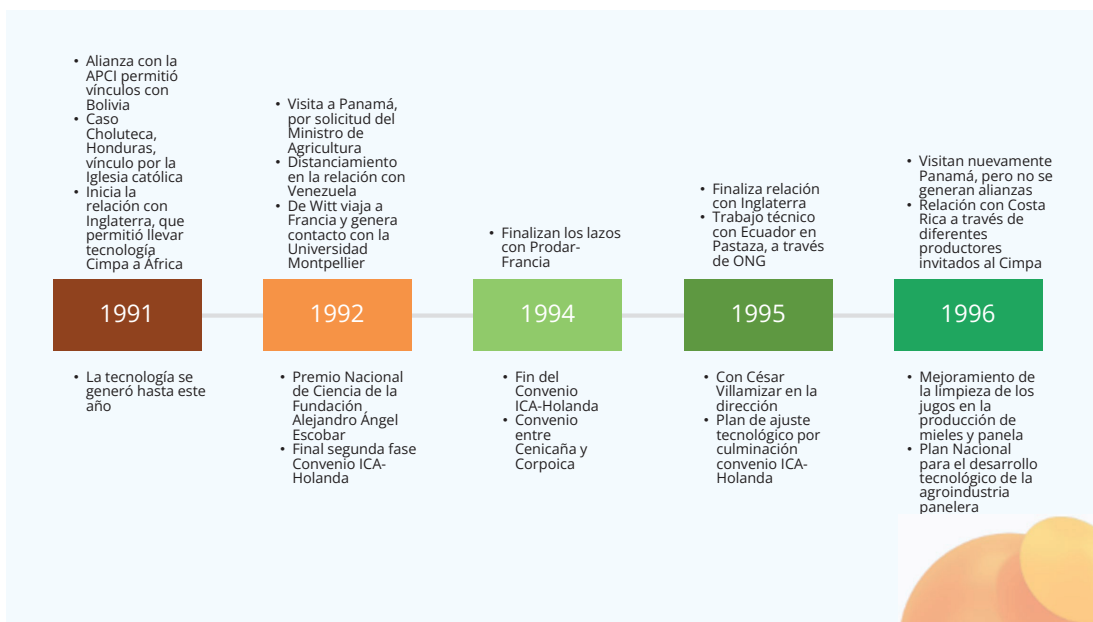 • Alianza con la
APCI permitió
vínculos con
Bolivia
• Caso
Choluteca,
Honduras,
vínculo por la
Iglesia católica
• Inicia la
relación con
Inglaterra, que
permitió llevar
tecnología
Cimpa a África
1991
• La tecnología se
generó hasta este
año
• Visita a Panamá,
por solicitud del
Ministro de
Agricultura
• Distanciamiento
en la relación con
Venezuela
• De Witt viaja a
Francia y genera
contacto con la
Universidad
Montpellier
1992
• Premio Nacional
de Ciencia de la
Fundación
Alejandro Ángel
Escobar
• Final segunda fase
Convenio ICA-
Holanda
• Finalizan los lazos
con Prodar-
Francia
1994
• Fin del
Convenio
ICA-Holanda
• Convenio
entre
Cenicaña y
Corpoica
• Finaliza relación
con Inglaterra
• Trabajo técnico
con Ecuador en
Pastaza, a través
de ONG
1995
• Con César
Villamizar en la
dirección
• Plan de ajuste
tecnológico por
culminación
convenio ICA-
Holanda
• Visitan nuevamente
Panamá, pero no se
generan alianzas
• Relación con Costa
Rica a través de
diferentes
productores
invitados al Cimpa
1996
• Mejoramiento de
la limpieza de los
jugos en la
producción de
mieles y panela
• Plan Nacional
para el desarrollo
tecnológico de la
agroindustria
panelera